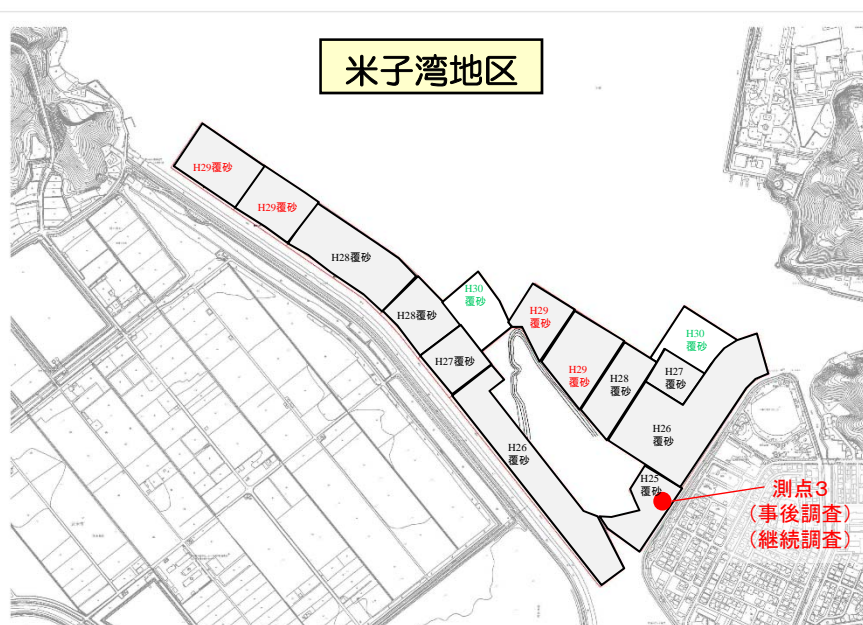 米子湾地区
H29覆砂
H29覆砂
H28覆砂
H28覆砂
H30
覆砂
H27覆砂
H26
覆砂
H29
覆砂
H29
覆砂
H28
覆砂
H30
覆砂
H27
覆砂
H26
覆砂
H25
覆砂
測点3
（事後調査）
（継続調査）